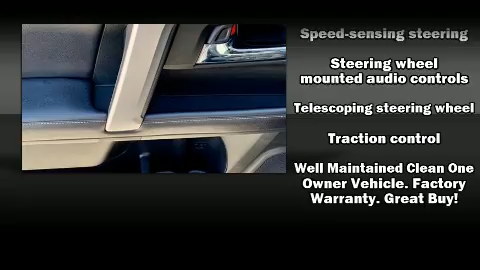 Speed-sensing steering
Steering wheel
mounted audio controls
Telescoping steering wheel
Traction control
Well Maintained Clean One
Owner Vehicle. Factory
Warranty. Great Buy!